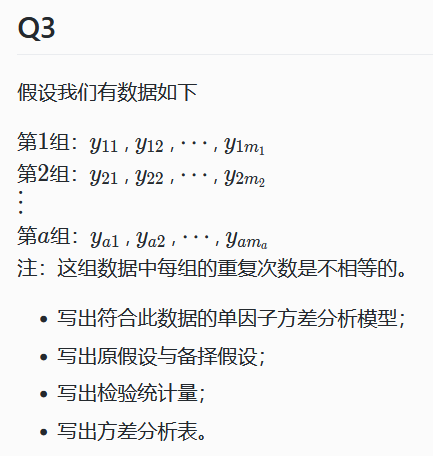 Q3
假设我们有数据如下
第1组：$y_{11}$ , $y_{12}$ , $\cdots$ , $y_{1m_1}$
第2组：$y_{21}$ , $y_{22}$ , $\cdots$ , $y_{2m_2}$
⋮
第$a$组：$y_{a1}$ , $y_{a2}$ , $\cdots$ , $y_{am_a}$
注：这组数据中每组的重复次数是不相等的。
• 写出符合此数据的单因子方差分析模型；
• 写出原假设与备择假设；
• 写出检验统计量；
• 写出方差分析表。